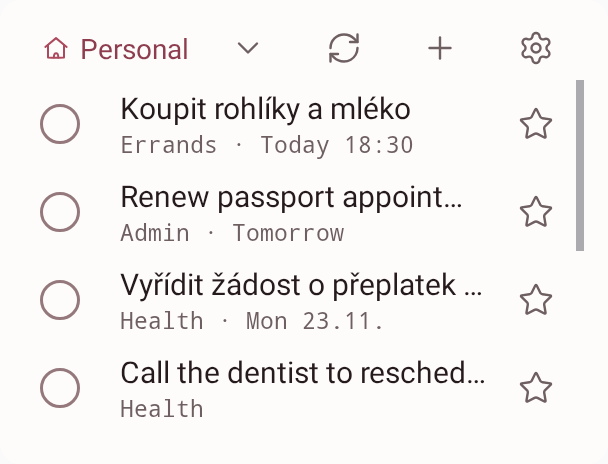 Personal
Koupit rohlíky a mléko
Errands · Today 18:30
Renew passport appoint…
Admin · Tomorrow
Vyřídit žádost o přeplatek …
Health · Mon 23.11.
Call the dentist to resched…
Health